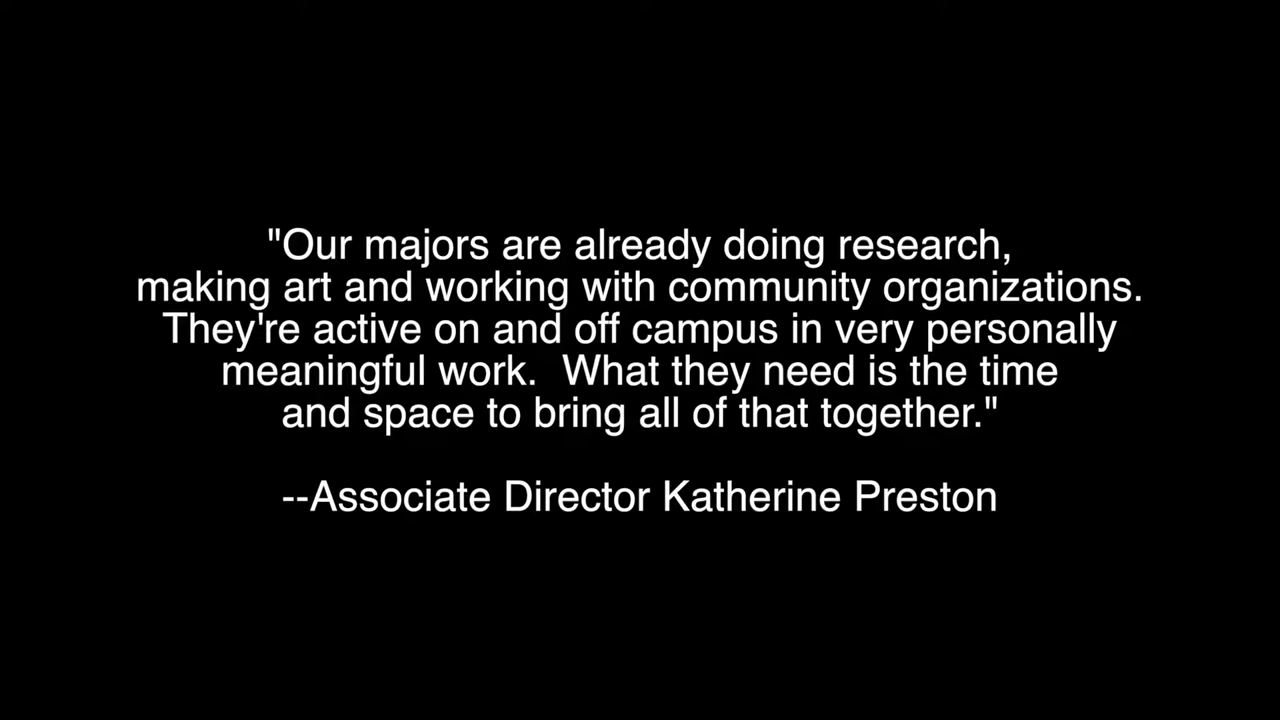 "Our majors are already doing research,
making art and working with community organizations.
They're active on and off campus in very personally
meaningful work.  What they need is the time
and space to bring all of that together."
--Associate Director Katherine Preston